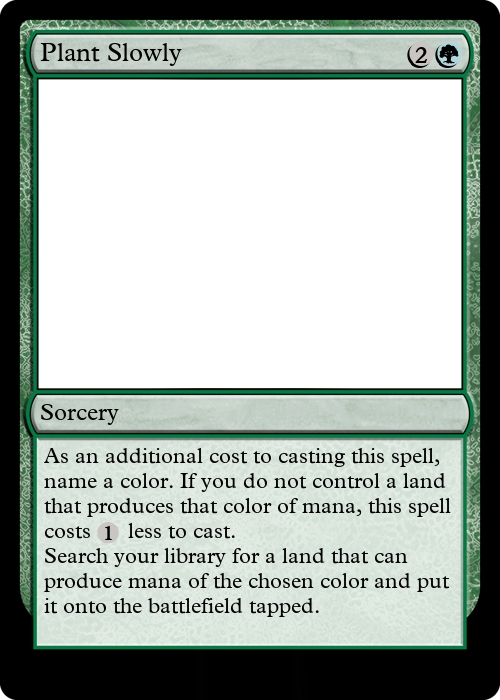 Plant Slowly 2
Sorcery
As an additional cost to casting this spell,
name a color. If you do not control a land
that produces that color of mana, this spell
costs 1 less to cast.
Search your library for a land that can
produce mana of the chosen color and put
it onto the battlefield tapped.